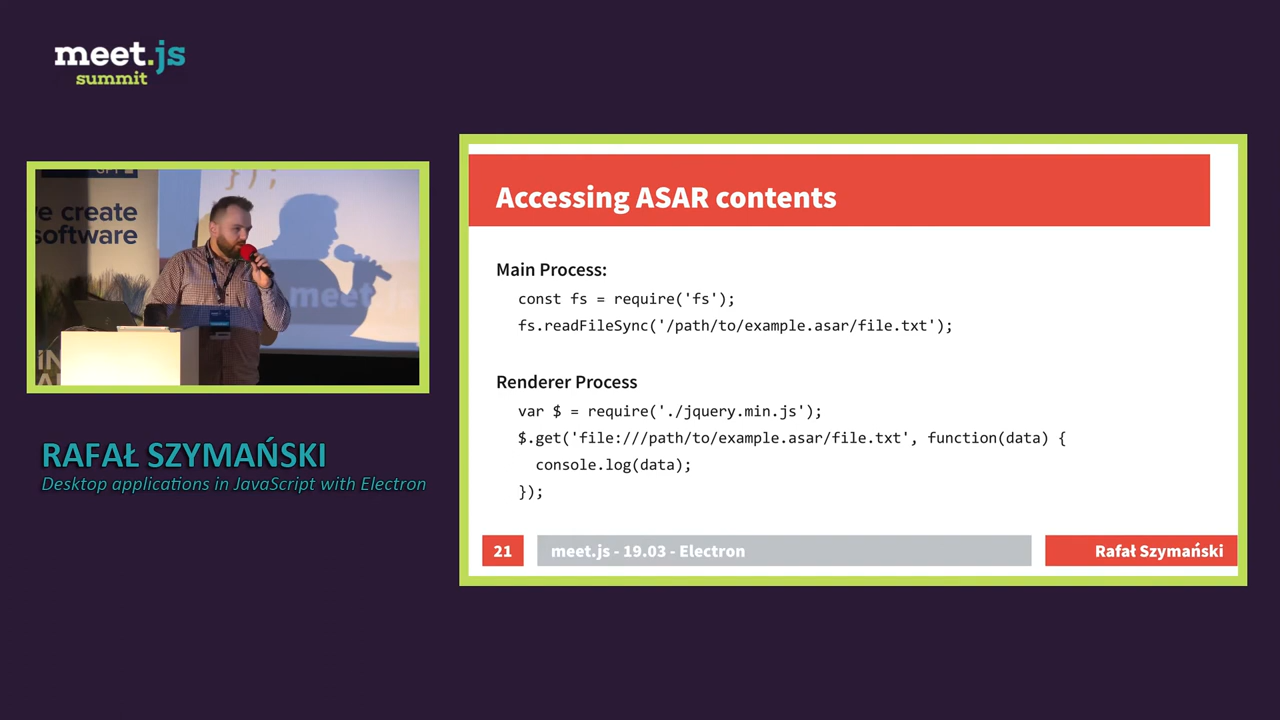 meet.js
summit
});
e create
software
meet
IN
RAFAŁ SZYMAŃSKI
Desktop applications in JavaScript with Electron
Accessing ASAR contents
Main Process:
const fs = require('fs');
fs.readFileSync('/path/to/example.asar/file.txt');
Renderer Process
var $ = require('./jquery.min.js');
$.get('file:///path/to/example.asar/file.txt', function(data) {
console.log(data);
});
21
meet.js - 19.03 - Electron
Rafał Szymański